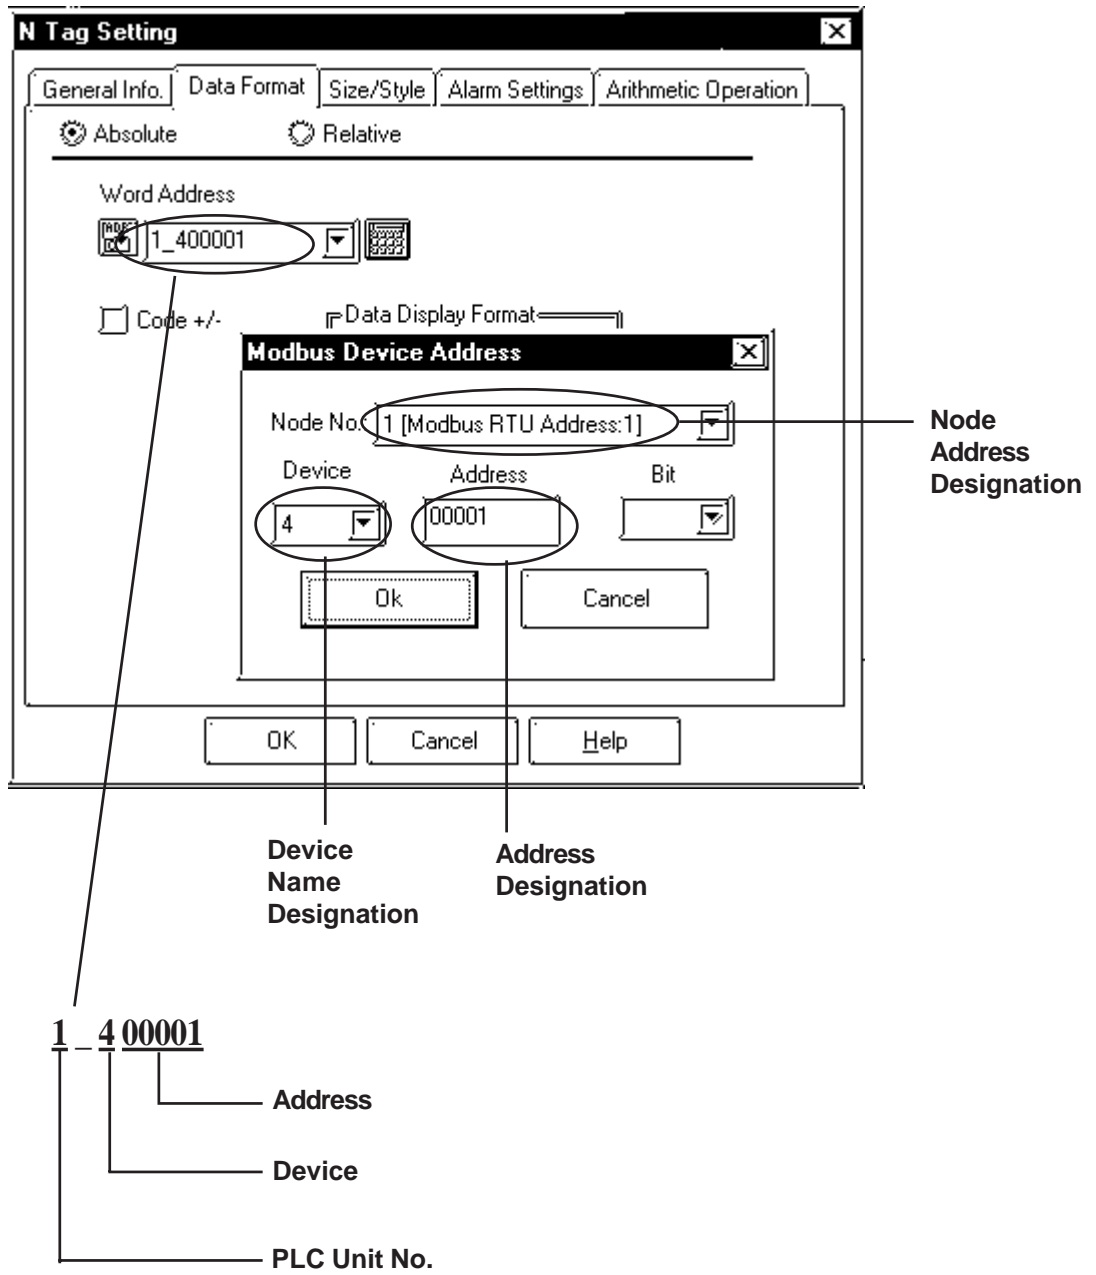 N Tag Setting
General Info. Data Format Size/Style Alarm Settings Arithmetic Operation
Absolute Relative
Word Address
1_400001
Code +/- Data Display Format
Modbus Device Address
Node No. 1 [Modbus RTU Address:1]
Node
Address
Designation
Device Address Bit
4 00001
Ok Cancel
OK Cancel Help
Device
Name
Designation
Address
Designation
1 _ 4 00001
Address
Device
PLC Unit No.